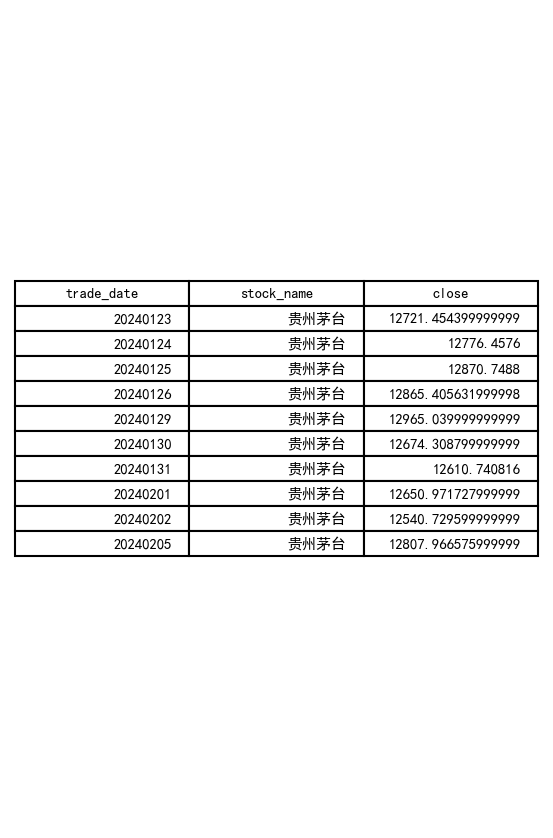 trade_date stock_name close
20240123 贵州茅台 12721.454399999999
20240124 贵州茅台 12776.4576
20240125 贵州茅台 12870.7488
20240126 贵州茅台 12865.405631999998
20240129 贵州茅台 12965.039999999999
20240130 贵州茅台 12674.308799999999
20240131 贵州茅台 12610.740816
20240201 贵州茅台 12650.971727999999
20240202 贵州茅台 12540.729599999999
20240205 贵州茅台 12807.966575999999